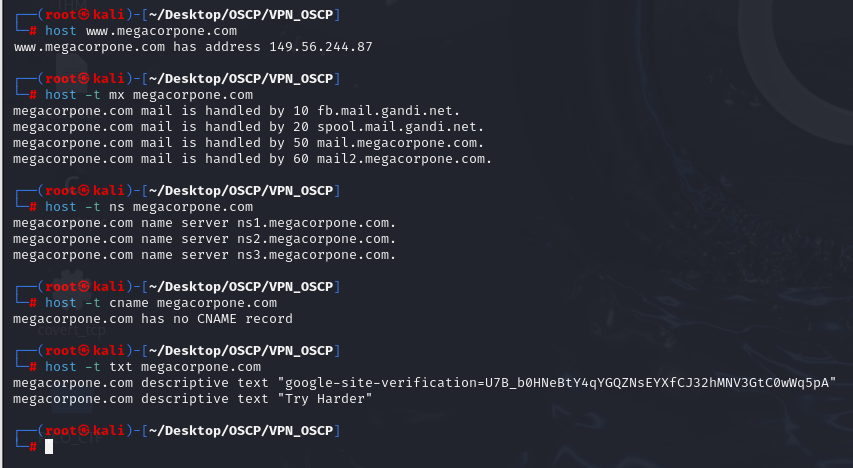 ┌──(root㉿kali)-[~/Desktop/OSCP/VPN_OSCP]
└─# host www.megacorpone.com
www.megacorpone.com has address 149.56.244.87
┌──(root㉿kali)-[~/Desktop/OSCP/VPN_OSCP]
└─# host -t mx megacorpone.com
megacorpone.com mail is handled by 10 fb.mail.gandi.net.
megacorpone.com mail is handled by 20 spool.mail.gandi.net.
megacorpone.com mail is handled by 50 mail.megacorpone.com.
megacorpone.com mail is handled by 60 mail2.megacorpone.com.
┌──(root㉿kali)-[~/Desktop/OSCP/VPN_OSCP]
└─# host -t ns megacorpone.com
megacorpone.com name server ns1.megacorpone.com.
megacorpone.com name server ns2.megacorpone.com.
megacorpone.com name server ns3.megacorpone.com.
┌──(root㉿kali)-[~/Desktop/OSCP/VPN_OSCP]
└─# host -t cname megacorpone.com
megacorpone.com has no CNAME record
covert_tcp
┌──(root㉿kali)-[~/Desktop/OSCP/VPN_OSCP]
└─# host -t txt megacorpone.com
megacorpone.com descriptive text "google-site-verification=U7B_b0HNeBtY4qYGQZNsEYXfCJ32hMNV3GtC0wWq5pA"
megacorpone.com descriptive text "Try Harder"
┌──(root㉿kali)-[~/Desktop/OSCP/VPN_OSCP]
└─#